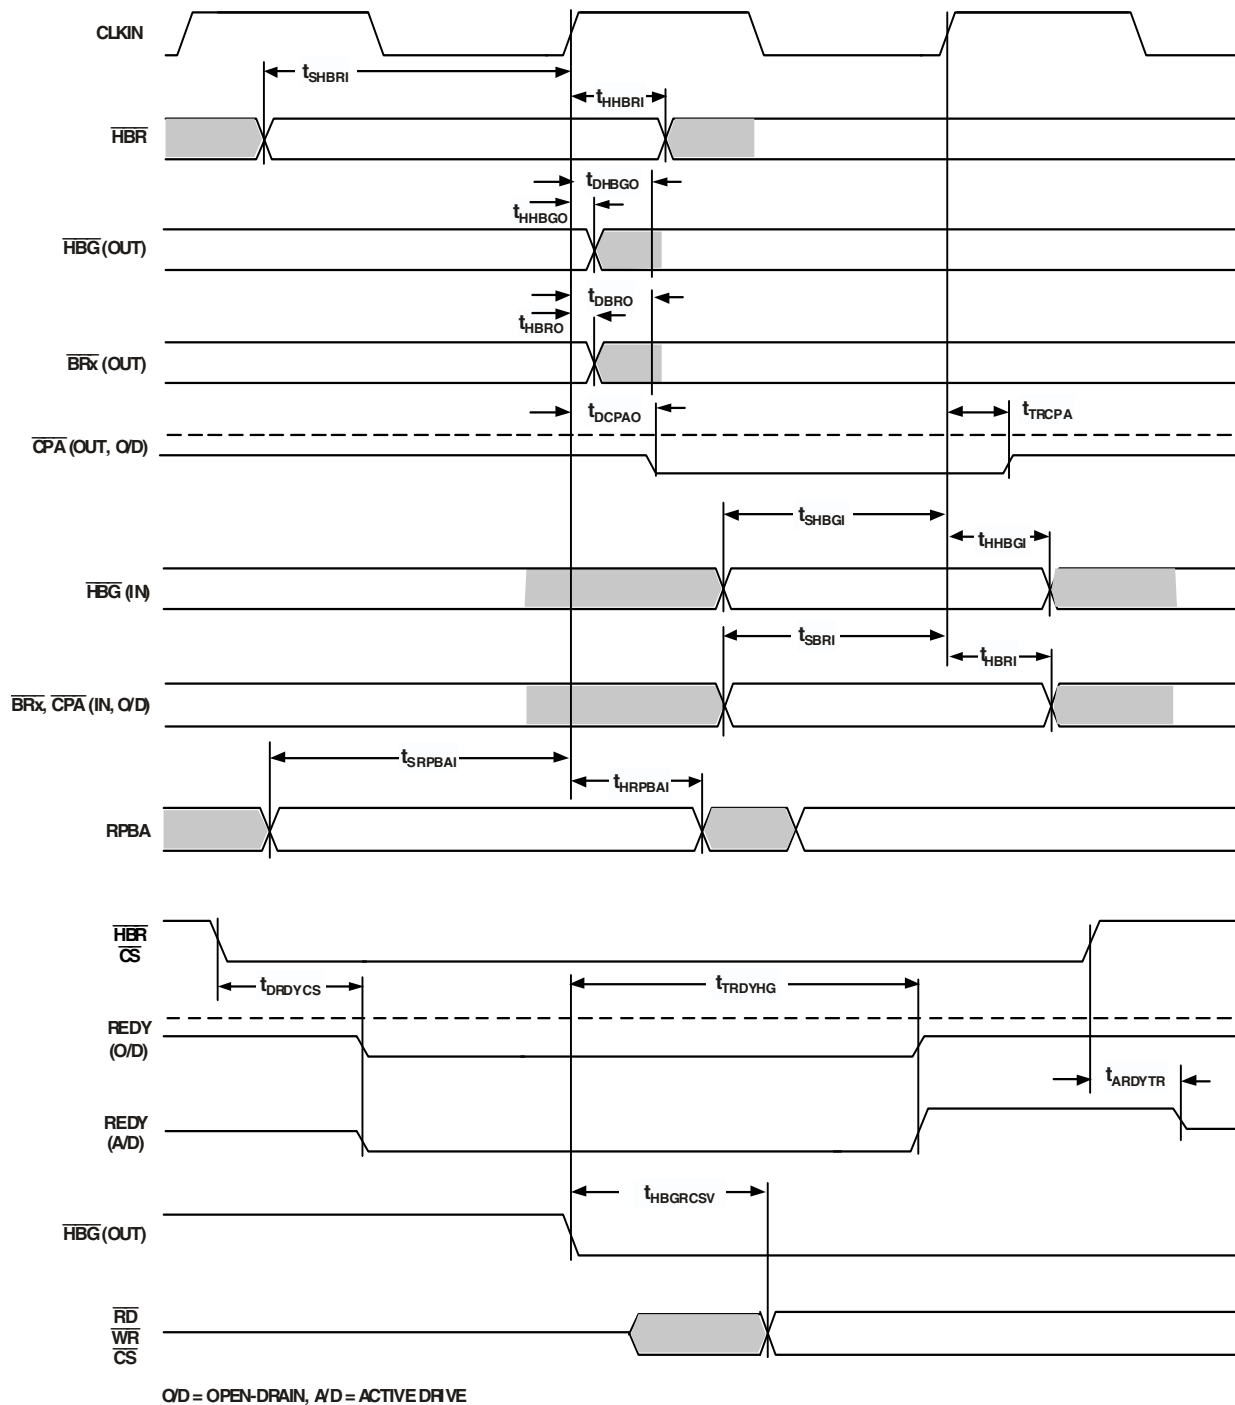 CLKIN
tSHBRI
tHHBRI
HBR
tDHBGO
tHHBGO
HBG (OUT)
tDBRO
tHBRO
BRx (OUT)
tDCPAO
tTRCPA
CPA (OUT, O/D)
tSHBGI
tHHBGI
HBG (IN)
tSBRI
tHBRI
BRx, CPA (IN, O/D)
tSRPBAI
tHRPBAI
RPBA
HBR
CS
tDRDYCS
tTRDYHG
REDY
(O/D)
tARDYTR
REDY
(A/D)
tHBGRCSV
HBG (OUT)
RD
WR
CS
O/D = OPEN-DRAIN, A/D = ACTIVE DRIVE